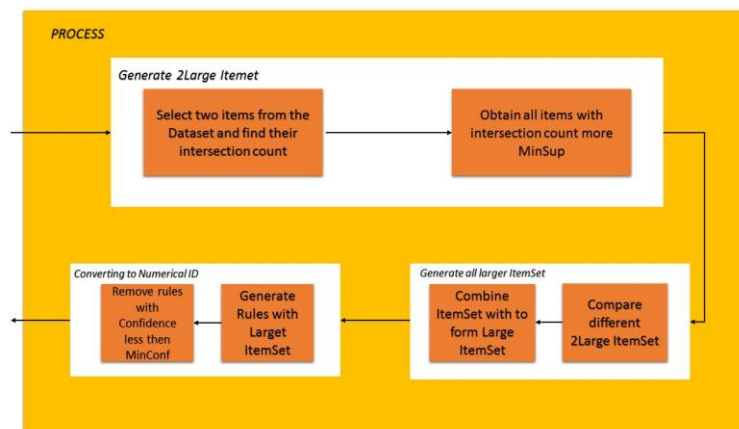 PROCESS
Generate 2Large Itemet
Select two items from the
Dataset and find their
intersection count
Obtain all items with
intersection count more
MinSup
Generate all larger ItemSet
Compare
different
2Large ItemSet
Combine
ItemSet with to
form Large
ItemSet
Converting to Numerical ID
Generate
Rules with
Larget
ItemSet
Remove rules
with
Confidence
less then
MinConf